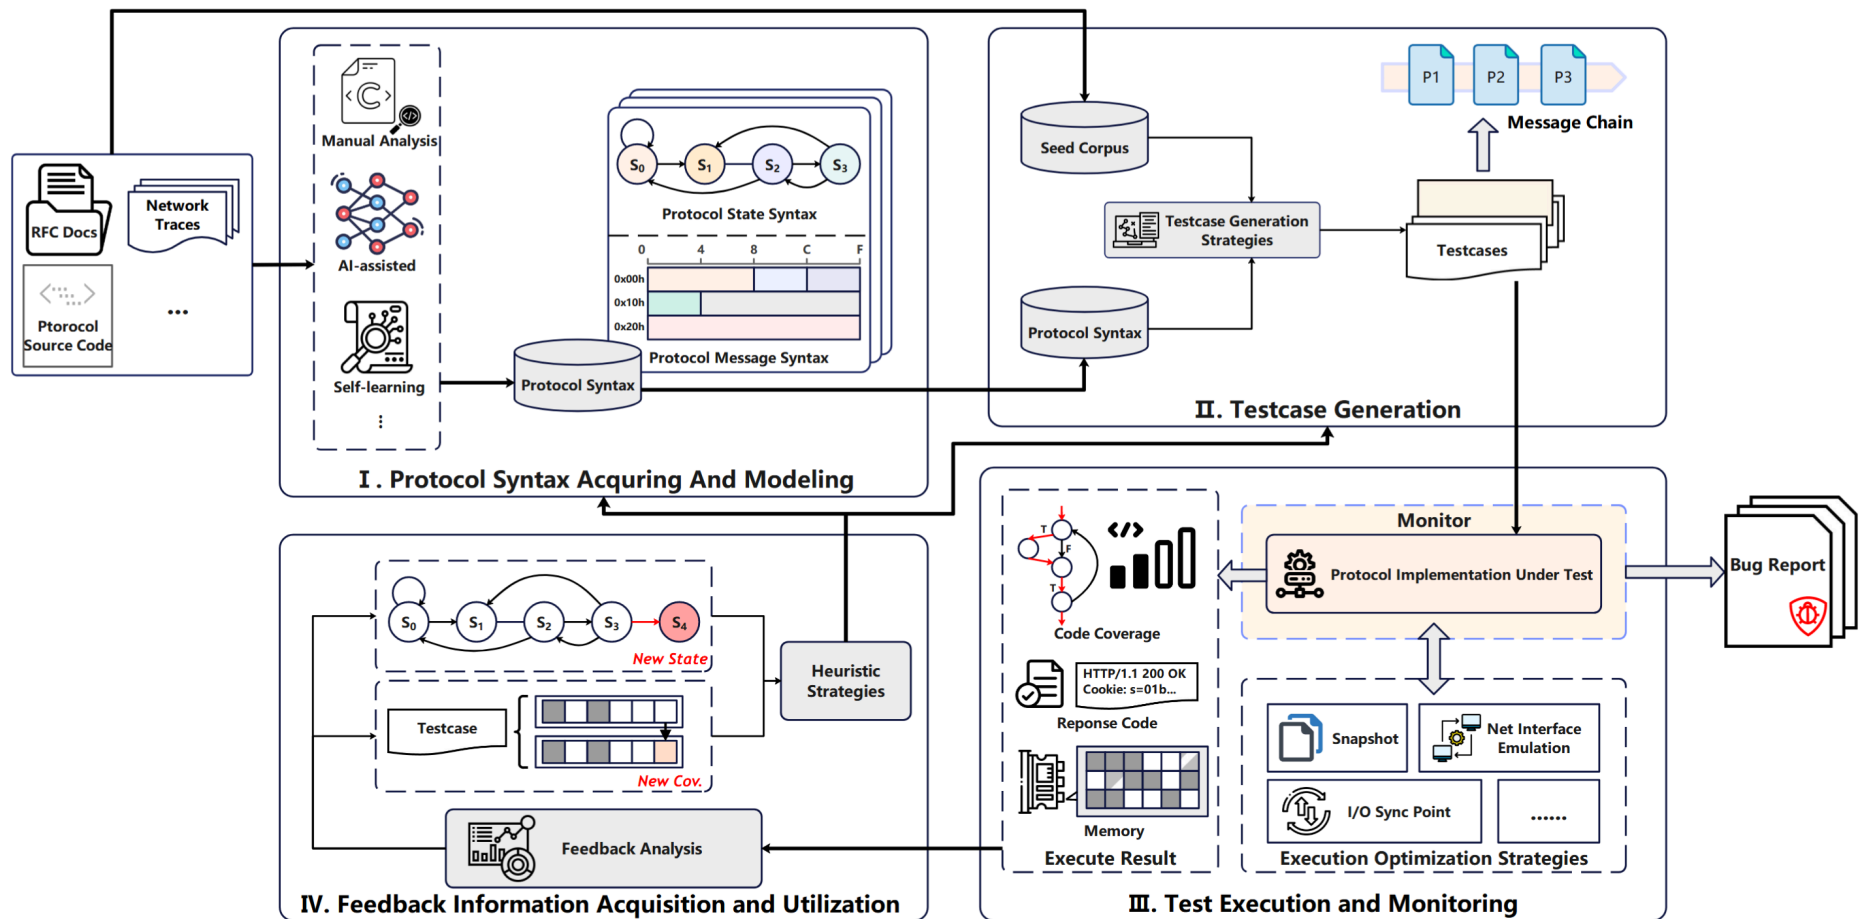 RFC Docs
Network
Traces
<...>
Ptorocol
Source Code
...
Manual Analysis
C
</>
AI-assisted
Self-learning
...
S0
S1
S2
S3
Protocol State Syntax
0 4 8 C F
0x00h
0x10h
0x20h
Protocol Message Syntax
Protocol Syntax
I. Protocol Syntax Acquring And Modeling
Seed Corpus
Protocol Syntax
Testcase Generation
Strategies
Testcases
P1
P2
P3
Message Chain
II. Testcase Generation
Monitor
Protocol Implementation Under Test
Bug Report
T
F
T
</>
Code Coverage
HTTP/1.1 200 OK
Cookie: s=01b...
Reponse Code
Memory
Execute Result
Snapshot
Net Interface
Emulation
I/O Sync Point
......
Execution Optimization Strategies
III. Test Execution and Monitoring
S0
S1
S2
S3
S4
New State
Testcase
New Cov.
Heuristic
Strategies
Feedback Analysis
IV. Feedback Information Acquisition and Utilization